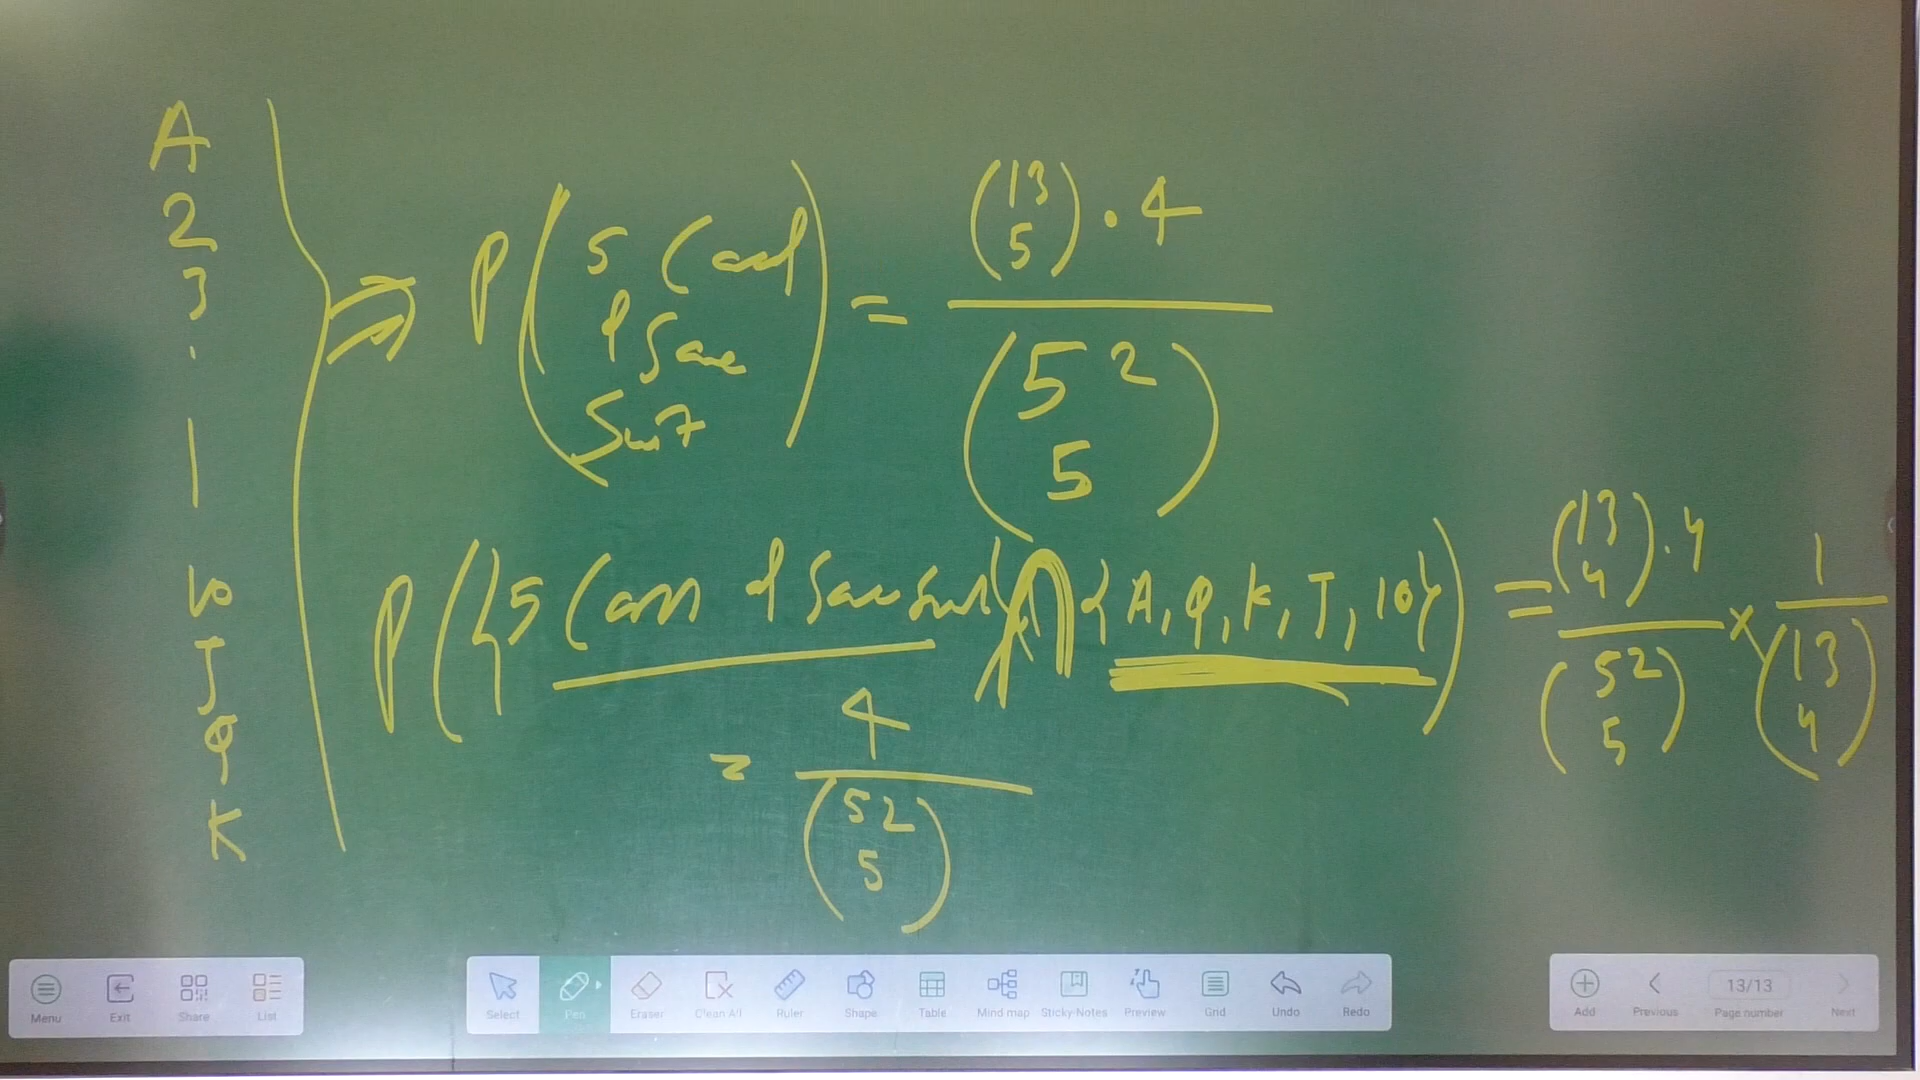 A
2
3
.
|
10
J
Q
K
⇒ P(5 Card of Same Suit) = (13 5) · 4 / (52 5)
P({5 Card of Same Suit} ∩ {A, Q, K, J, 10}) = (13 4) · 4 / (52 5) × 1 / (13 4)
= 4 / (52 5)
Menu Exit Share List
Select Pen Eraser Clean All Ruler Shape Table Mind map Sticky-Notes Preview Grid Undo Redo
Add Previous 13/13 Page number Next